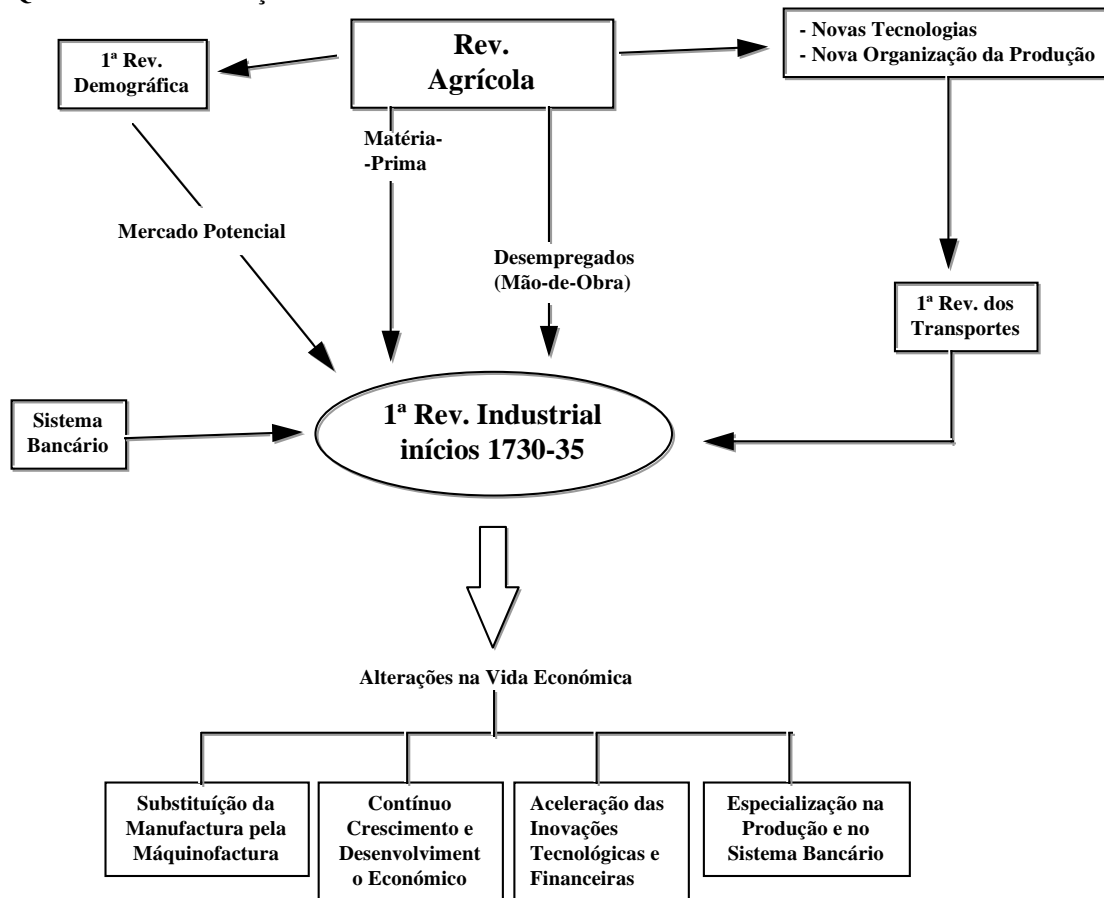 1ª Rev.
Demográfica
Rev.
Agrícola
- Novas Tecnologias
- Nova Organização da Produção
Matéria-
-Prima
Mercado Potencial
Desempregados
(Mão-de-Obra)
1ª Rev. dos
Transportes
Sistema
Bancário
1ª Rev. Industrial
inícios 1730-35
Alterações na Vida Económica
Substituíção da
Manufactura pela
Máquinofactura
Contínuo
Crescimento e
Desenvolviment
o Económico
Aceleração das
Inovações
Tecnológicas e
Financeiras
Especialização na
Produção e no
Sistema Bancário